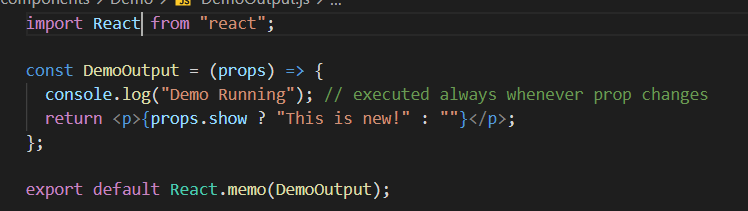 components > Demo > JS DemoOutput.js > ...
import React from "react";
const DemoOutput = (props) => {
console.log("Demo Running"); // executed always whenever prop changes
return <p>{props.show ? "This is new!" : ""}</p>;
};
export default React.memo(DemoOutput);